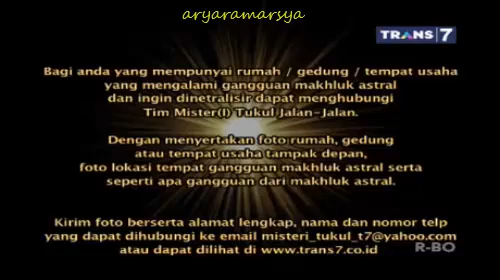 aryaramarsya
TRANS 7
Bagi anda yang mempunyai rumah / gedung / tempat usaha
yang mengalami gangguan makhluk astral
dan ingin dinetralisir dapat menghubungi
Tim Mister(I) Tukul Jalan-Jalan.
Dengan menyertakan foto rumah, gedung
atau tempat usaha tampak depan,
foto lokasi tempat gangguan makhluk astral serta
seperti apa gangguan dari makhluk astral.
Kirim foto berserta alamat lengkap, nama dan nomor telp
yang dapat dihubungi ke email misteri_tukul_t7@yahoo.com
atau dapat dilihat di www.trans7.co.id
R-BO